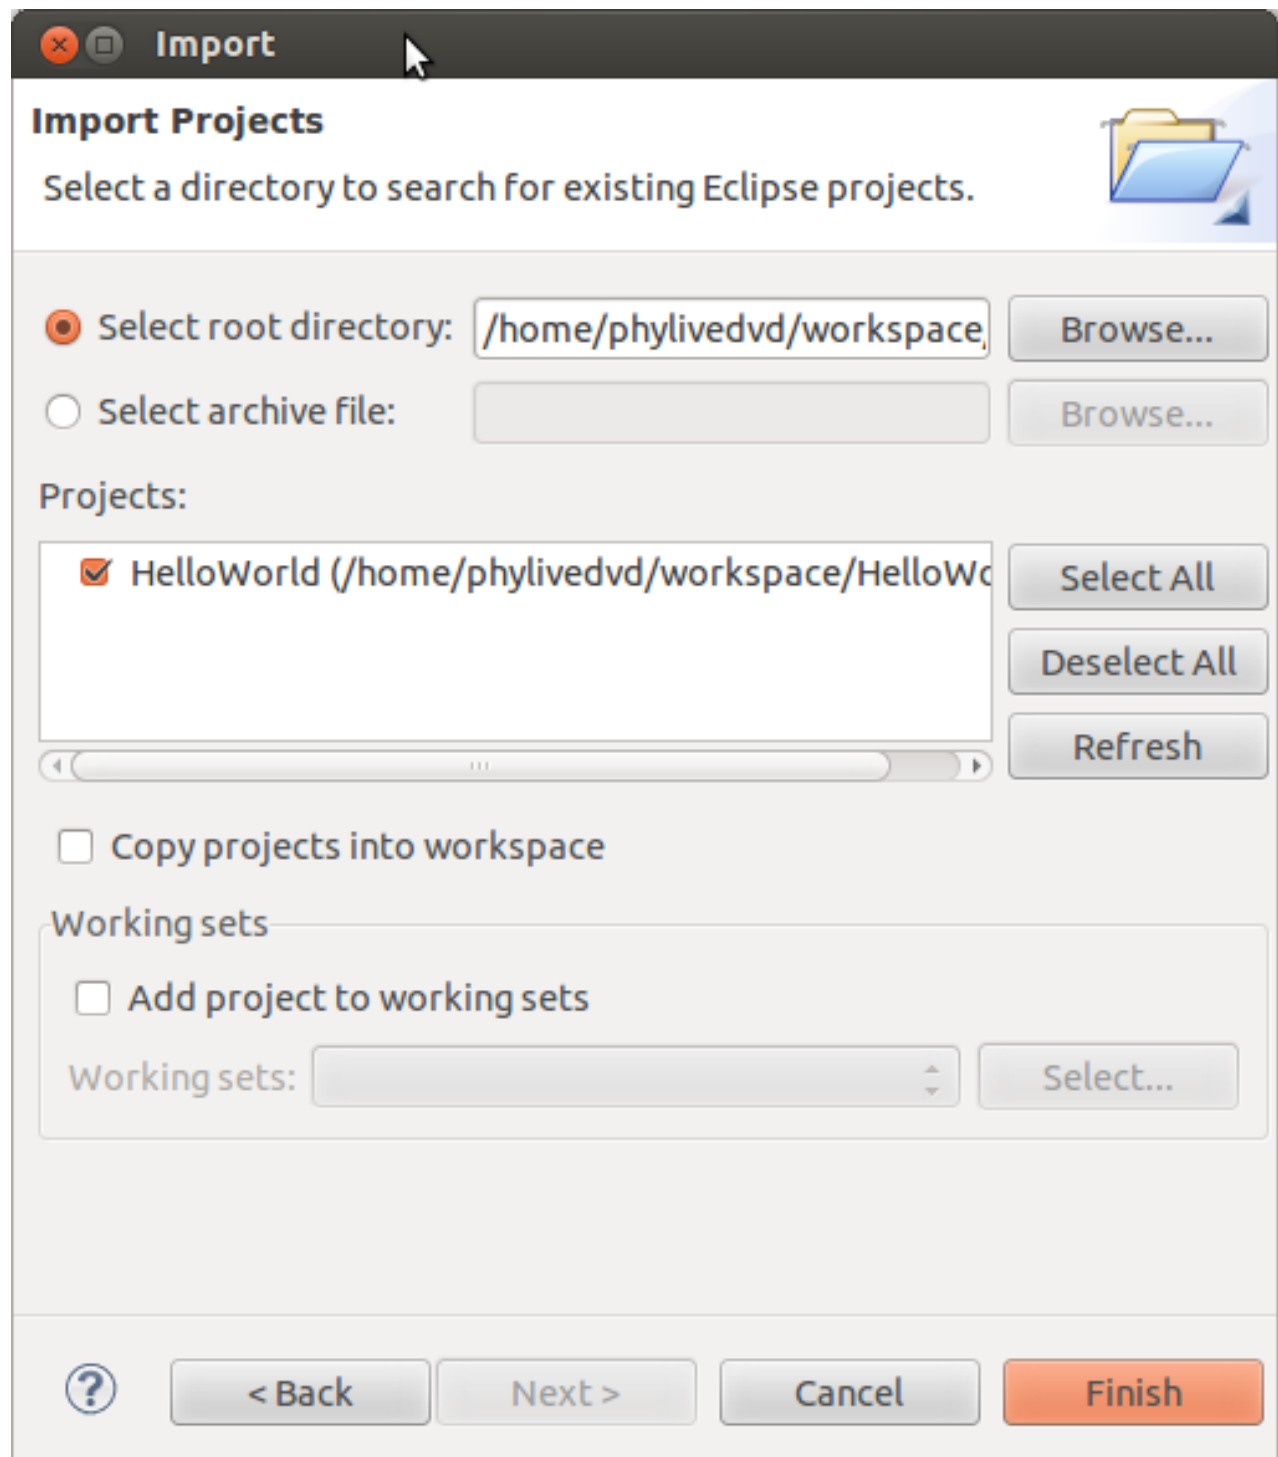 Import
Import Projects
Select a directory to search for existing Eclipse projects.
Select root directory: /home/phylivedvd/workspace/ Browse...
Select archive file: Browse...
Projects:
HelloWorld (/home/phylivedvd/workspace/HelloWo
Select All
Deselect All
Refresh
Copy projects into workspace
Working sets
Add project to working sets
Working sets: Select...
? < Back Next > Cancel Finish